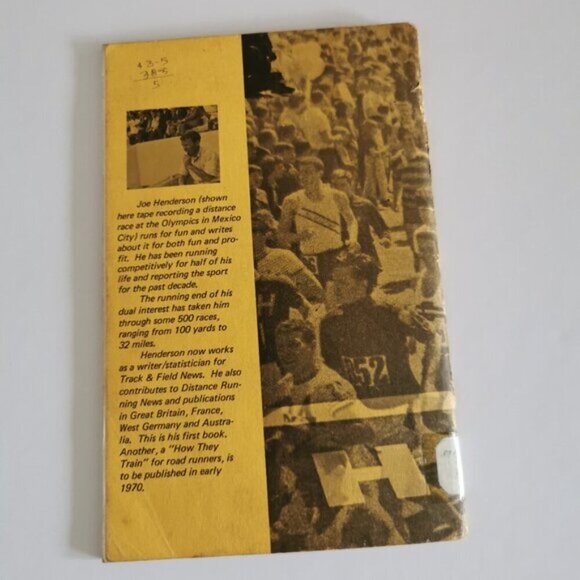 43-5
38-5
5
Joe Henderson (shown
here tape recording a distance
race at the Olympics in Mexico
City) runs for fun and writes
about it for both fun and pro-
fit. He has been running
competitively for half of his
life and reporting the sport
for the past decade.
The running end of his
dual interest has taken him
through some 500 races,
ranging from 100 yards to
32 miles.
Henderson now works
as a writer/statistician for
Track & Field News. He also
contributes to Distance Run-
ning News and publications
in Great Britain, France,
West Germany and Austra-
lia. This is his first book.
Another, a "How They
Train" for road runners, is
to be published in early
1970.
252
H